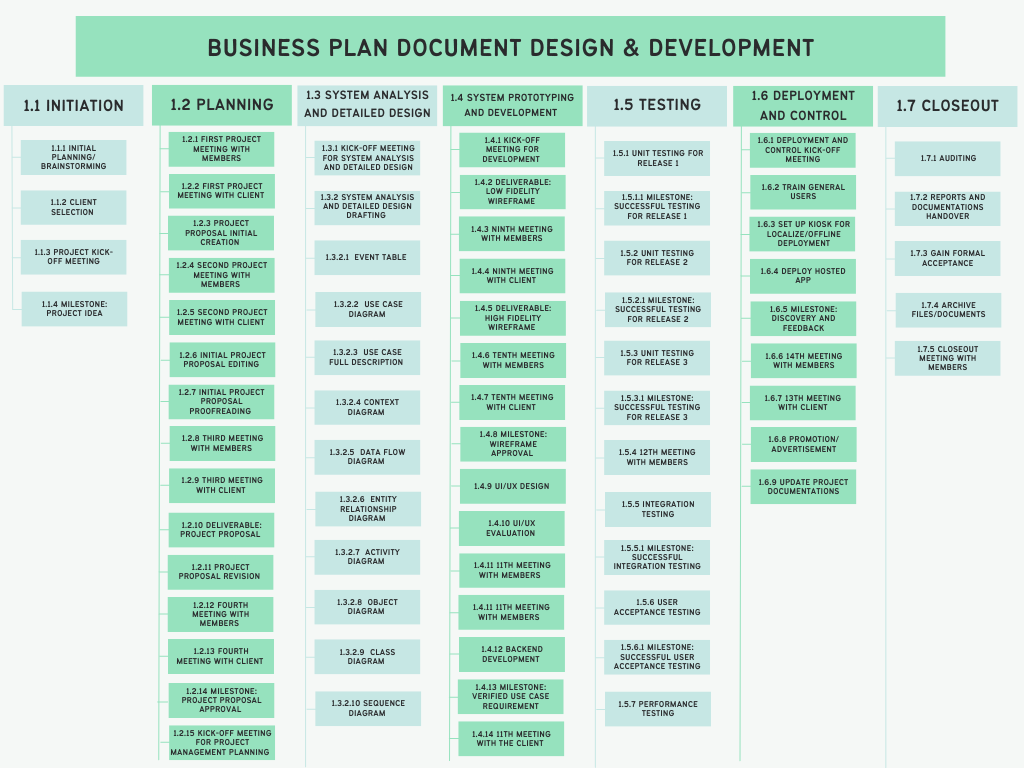 BUSINESS PLAN DOCUMENT DESIGN & DEVELOPMENT
1.1 INITIATION
1.1.1 INITIAL
PLANNING/
BRAINSTORMING
1.1.2 CLIENT
SELECTION
1.1.3 PROJECT KICK-
OFF MEETING
1.1.4 MILESTONE:
PROJECT IDEA
1.2 PLANNING
1.2.1 FIRST PROJECT
MEETING WITH
MEMBERS
1.2.2 FIRST PROJECT
MEETING WITH CLIENT
1.2.3 PROJECT
PROPOSAL INITIAL
CREATION
1.2.4 SECOND PROJECT
MEETING WITH
MEMBERS
1.2.5 SECOND PROJECT
MEETING WITH CLIENT
1.2.6 INITIAL PROJECT
PROPOSAL EDITING
1.2.7 INITIAL PROJECT
PROPOSAL
PROOFREADING
1.2.8 THIRD MEETING
WITH MEMBERS
1.2.9 THIRD MEETING
WITH CLIENT
1.2.10 DELIVERABLE:
PROJECT PROPOSAL
1.2.11 PROJECT
PROPOSAL REVISION
1.2.12 FOURTH
MEETING WITH
MEMBERS
1.2.13 FOURTH
MEETING WITH CLIENT
1.2.14 MILESTONE:
PROJECT PROPOSAL
APPROVAL
1.2.15 KICK-OFF MEETING
FOR PROJECT
MANAGEMENT PLANNING
1.3 SYSTEM ANALYSIS
AND DETAILED DESIGN
1.3.1 KICK-OFF MEETING
FOR SYSTEM ANALYSIS
AND DETAILED DESIGN
1.3.2 SYSTEM ANALYSIS
AND DETAILED DESIGN
DRAFTING
1.3.2.1 EVENT TABLE
1.3.2.2 USE CASE
DIAGRAM
1.3.2.3 USE CASE
FULL DESCRIPTION
1.3.2.4 CONTEXT
DIAGRAM
1.3.2.5 DATA FLOW
DIAGRAM
1.3.2.6 ENTITY
RELATIONSHIP
DIAGRAM
1.3.2.7 ACTIVITY
DIAGRAM
1.3.2.8 OBJECT
DIAGRAM
1.3.2.9 CLASS
DIAGRAM
1.3.2.10 SEQUENCE
DIAGRAM
1.4 SYSTEM PROTOTYPING
AND DEVELOPMENT
1.4.1 KICK-OFF
MEETING FOR
DEVELOPMENT
1.4.2 DELIVERABLE:
LOW FIDELITY
WIREFRAME
1.4.3 NINTH MEETING
WITH MEMBERS
1.4.4 NINTH MEETING
WITH CLIENT
1.4.5 DELIVERABLE:
HIGH FIDELITY
WIREFRAME
1.4.6 TENTH MEETING
WITH MEMBERS
1.4.7 TENTH MEETING
WITH CLIENT
1.4.8 MILESTONE:
WIREFRAME
APPROVAL
1.4.9 UI/UX DESIGN
1.4.10 UI/UX
EVALUATION
1.4.11 11TH MEETING
WITH MEMBERS
1.4.11 11TH MEETING
WITH MEMBERS
1.4.12 BACKEND
DEVELOPMENT
1.4.13 MILESTONE:
VERIFIED USE CASE
REQUIREMENT
1.4.14 11TH MEETING
WITH THE CLIENT
1.5 TESTING
1.5.1 UNIT TESTING FOR
RELEASE 1
1.5.1.1 MILESTONE:
SUCCESSFUL TESTING
FOR RELEASE 1
1.5.2 UNIT TESTING
FOR RELEASE 2
1.5.2.1 MILESTONE:
SUCCESSFUL TESTING
FOR RELEASE 2
1.5.3 UNIT TESTING
FOR RELEASE 3
1.5.3.1 MILESTONE:
SUCCESSFUL TESTING
FOR RELEASE 3
1.5.4 12TH MEETING
WITH MEMBERS
1.5.5 INTEGRATION
TESTING
1.5.5.1 MILESTONE:
SUCCESSFUL
INTEGRATION TESTING
1.5.6 USER
ACCEPTANCE TESTING
1.5.6.1 MILESTONE:
SUCCESSFUL USER
ACCEPTANCE TESTING
1.5.7 PERFORMANCE
TESTING
1.6 DEPLOYMENT
AND CONTROL
1.6.1 DEPLOYMENT AND
CONTROL KICK-OFF
MEETING
1.6.2 TRAIN GENERAL
USERS
1.6.3 SET UP KIOSK FOR
LOCALIZE/OFFLINE
DEPLOYMENT
1.6.4 DEPLOY HOSTED
APP
1.6.5 MILESTONE:
DISCOVERY AND
FEEDBACK
1.6.6 14TH MEETING
WITH MEMBERS
1.6.7 13TH MEETING
WITH CLIENT
1.6.8 PROMOTION/
ADVERTISEMENT
1.6.9 UPDATE PROJECT
DOCUMENTATIONS
1.7 CLOSEOUT
1.7.1 AUDITING
1.7.2 REPORTS AND
DOCUMENTATIONS
HANDOVER
1.7.3 GAIN FORMAL
ACCEPTANCE
1.7.4 ARCHIVE
FILES/DOCUMENTS
1.7.5 CLOSEOUT
MEETING WITH
MEMBERS